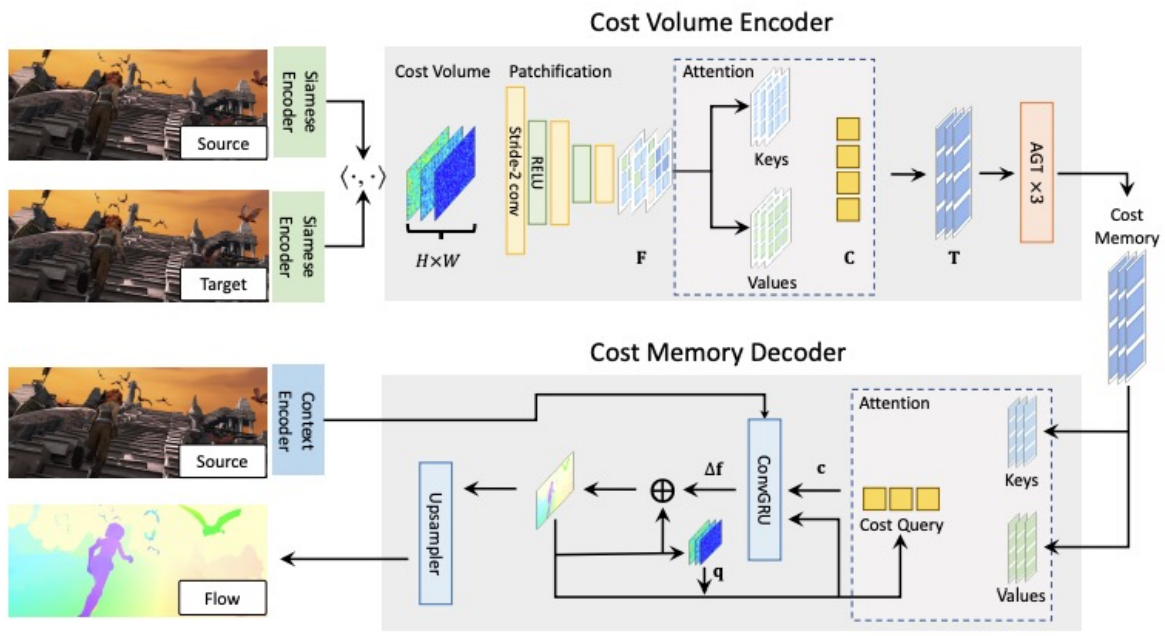 Cost Volume Encoder
Source
Siamese
Encoder
Target
Siamese
Encoder
⟨·,·⟩
Cost Volume
H×W
Patchification
Stride-2 conv
RELU
F
Attention
Keys
Values
C
T
AGT ×3
Cost
Memory
Cost Memory Decoder
Source
Context
Encoder
Flow
Upsampler
Δf
q
ConvGRU
c
Attention
Cost Query
Keys
Values